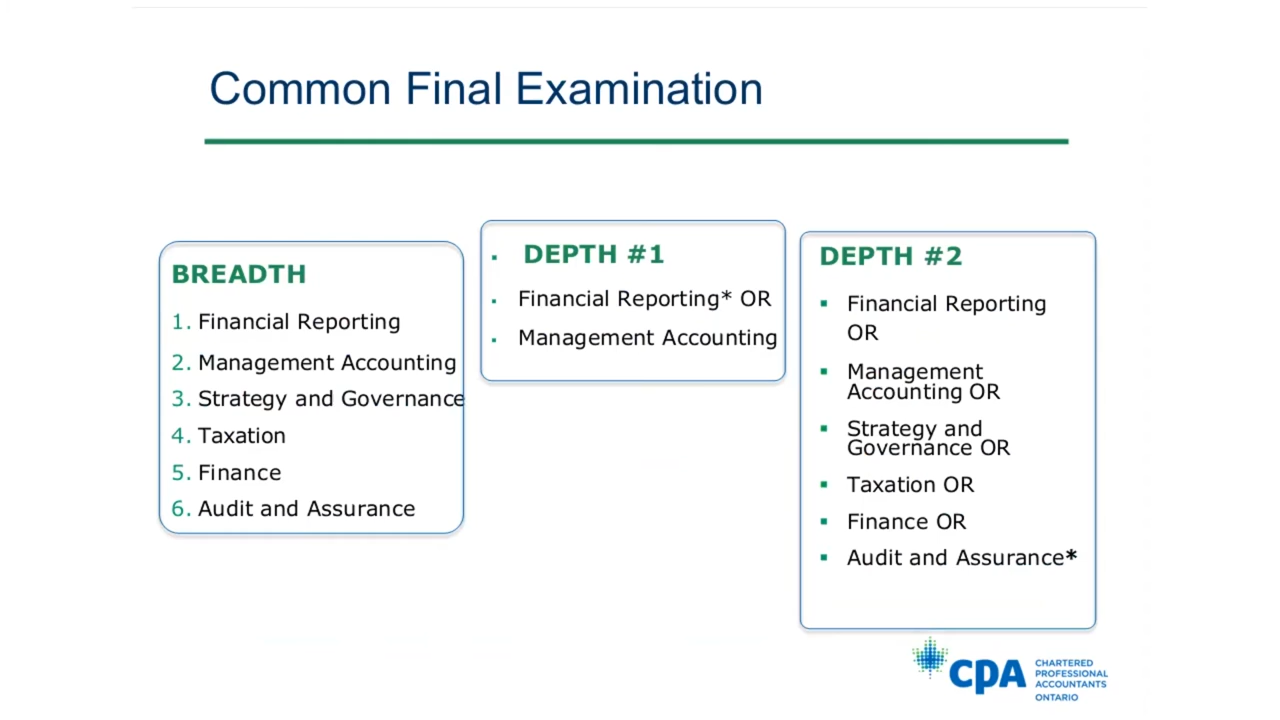 Common Final Examination
BREADTH
1. Financial Reporting
2. Management Accounting
3. Strategy and Governance
4. Taxation
5. Finance
6. Audit and Assurance
▪ DEPTH #1
▪ Financial Reporting* OR
▪ Management Accounting
DEPTH #2
▪ Financial Reporting
OR
▪ Management
Accounting OR
▪ Strategy and
Governance OR
▪ Taxation OR
▪ Finance OR
▪ Audit and Assurance*
CPA
CHARTERED
PROFESSIONAL
ACCOUNTANTS
ONTARIO